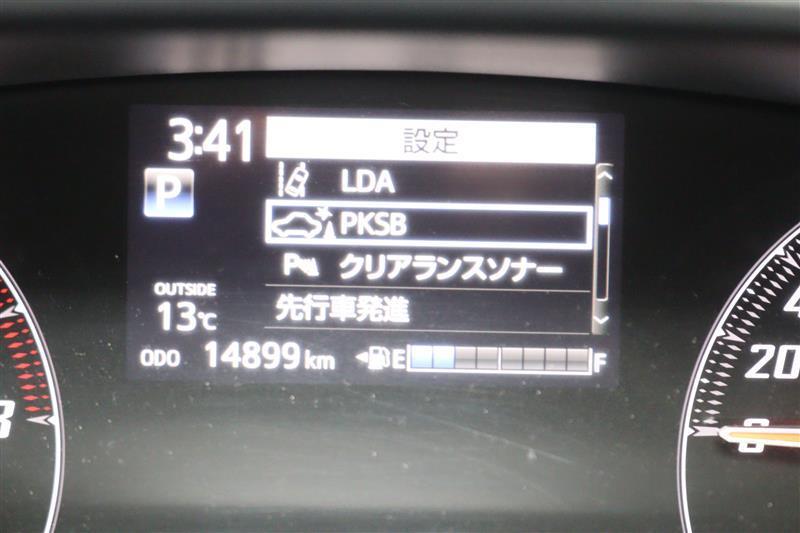 3:41
設定
LDA
P
PKSB
P クリアランスソナー
OUTSIDE
先行車発進
13℃
ODO 14899 km
E F
20
0